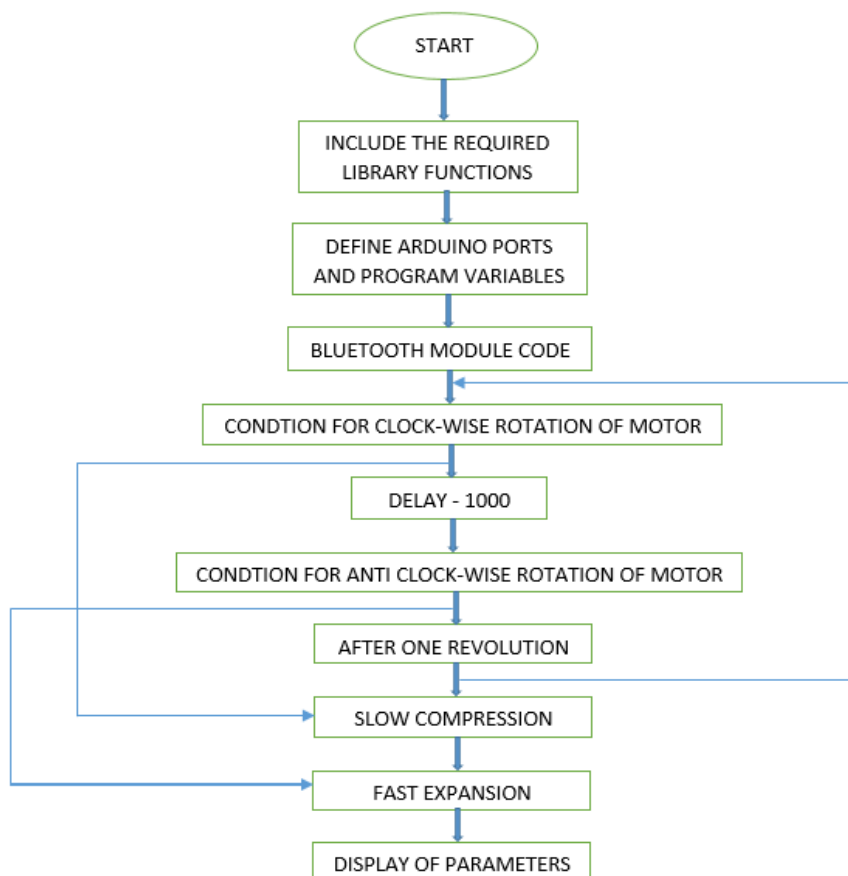 START
INCLUDE THE REQUIRED
LIBRARY FUNCTIONS
DEFINE ARDUINO PORTS
AND PROGRAM VARIABLES
BLUETOOTH MODULE CODE
CONDTION FOR CLOCK-WISE ROTATION OF MOTOR
DELAY - 1000
CONDTION FOR ANTI CLOCK-WISE ROTATION OF MOTOR
AFTER ONE REVOLUTION
SLOW COMPRESSION
FAST EXPANSION
DISPLAY OF PARAMETERS